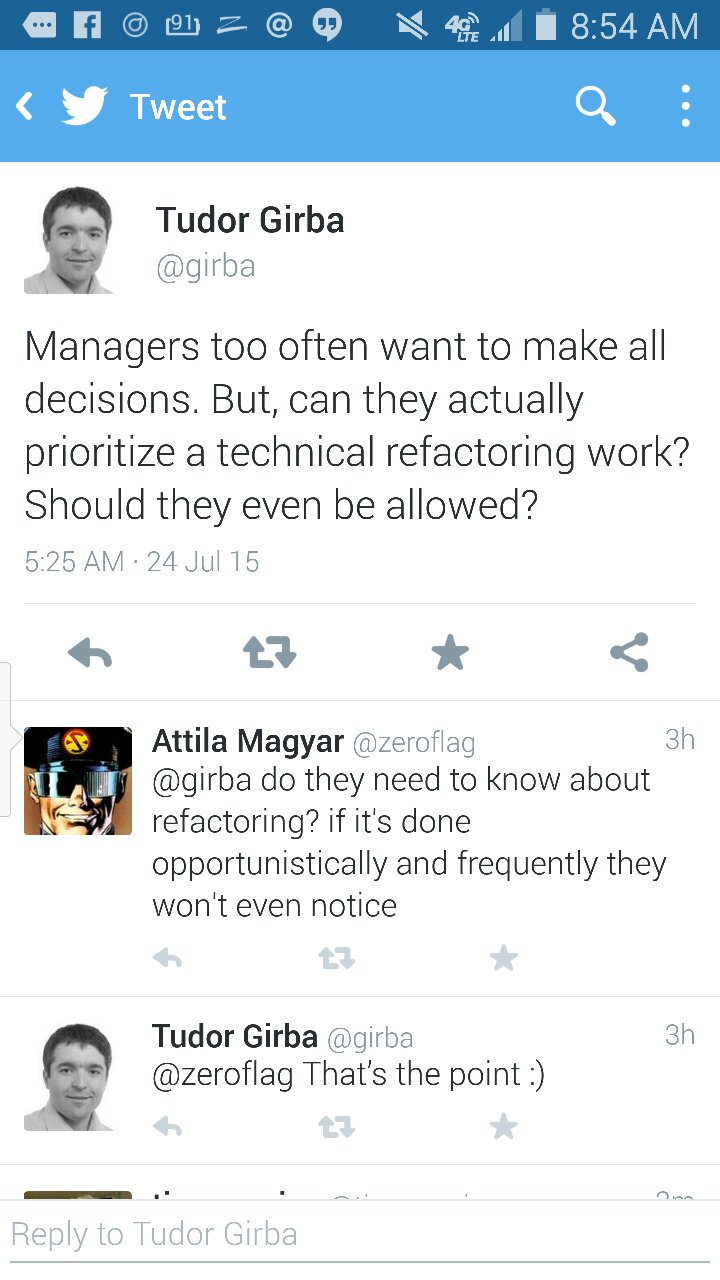 91 @ 4G LTE 8:54 AM
Tweet
Tudor Girba
@girba
Managers too often want to make all
decisions. But, can they actually
prioritize a technical refactoring work?
Should they even be allowed?
5:25 AM · 24 Jul 15
Attila Magyar @zeroflag 3h
@girba do they need to know about
refactoring? if it's done
opportunistically and frequently they
won't even notice
Tudor Girba @girba 3h
@zeroflag That's the point :)
Reply to Tudor Girba